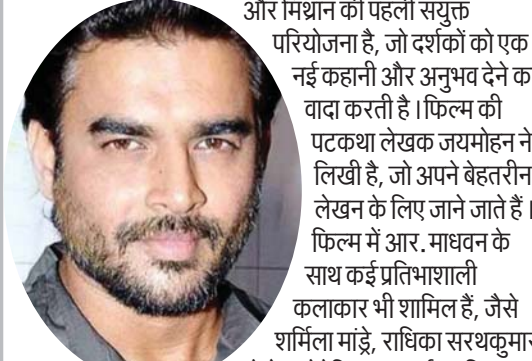 और मिथ्रान की पहली संयुक्त
परियोजना है, जो दर्शकों को एक
नई कहानी और अनुभव देने का
वादा करती है। फिल्म की
पटकथा लेखक जयमोहन ने
लिखी है, जो अपने बेहतरीन
लेखन के लिए जाने जाते हैं।
फिल्म में आर. माधवन के
साथ कई प्रतिभाशाली
कलाकार भी शामिल हैं, जैसे
शर्मिला मांड्रे, राधिका सरथकुमार